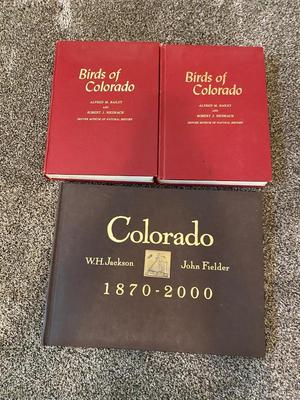 Birds of
Colorado
ALFRED M. BAILEY
AND
ROBERT J. NIEDRACH
DENVER MUSEUM OF NATURAL HISTORY
Birds of
Colorado
ALFRED M. BAILEY
AND
ROBERT J. NIEDRACH
DENVER MUSEUM OF NATURAL HISTORY
Colorado
W.H. Jackson
John Fielder
1870-2000